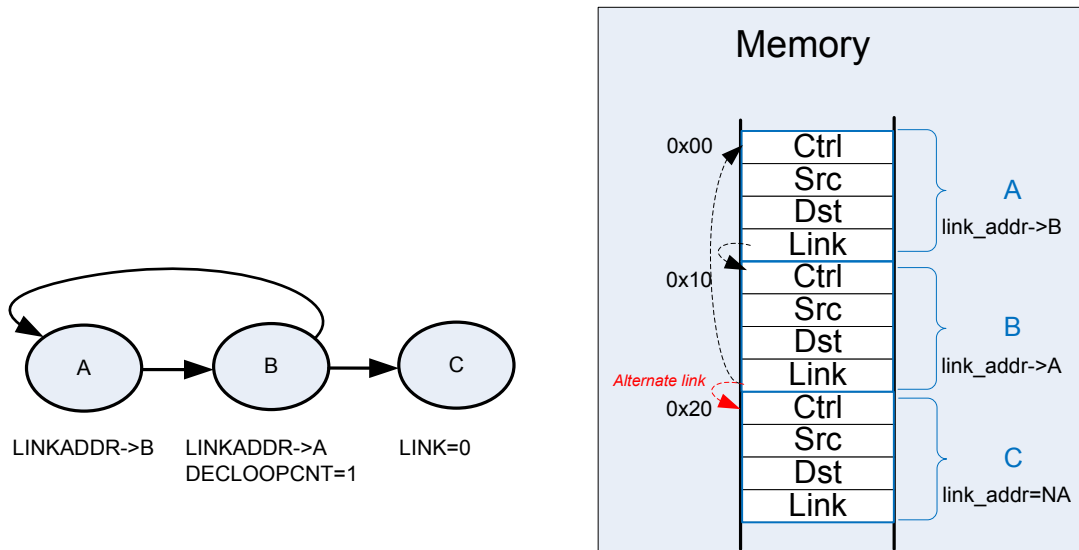 A
B
C
LINKADDR->B
LINKADDR->A
DECLOOPCNT=1
LINK=0
Memory
0x00
Ctrl
Src
Dst
Link
A
link_addr->B
0x10
Ctrl
Src
Dst
Link
B
link_addr->A
Alternate link
0x20
Ctrl
Src
Dst
Link
C
link_addr=NA